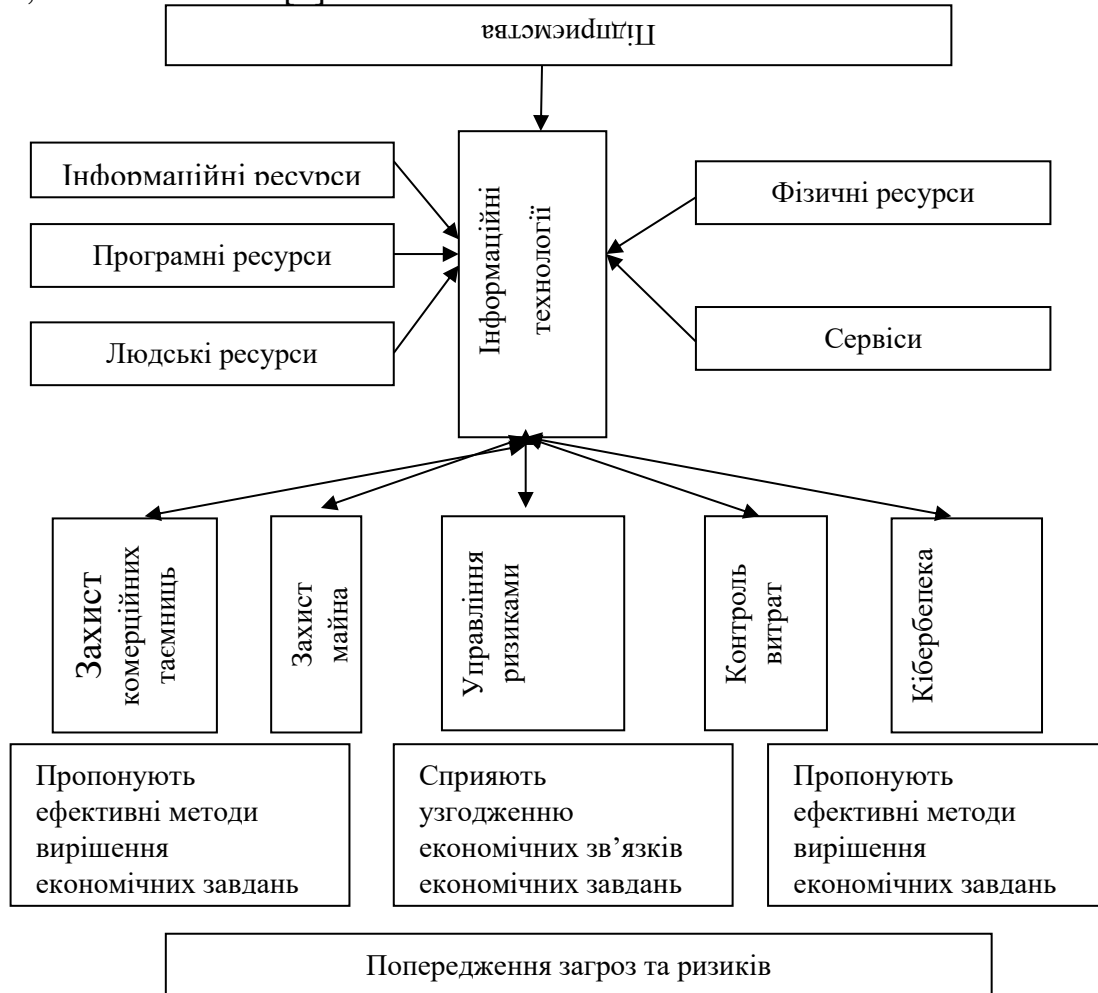 Підприємства
Інформаційні ресурси
Програмні ресурси
Людські ресурси
Інформаційні
технології
Фізичні ресурси
Сервіси
Захист
комерційних
таємниць
Захист
майна
Управління
ризиками
Контроль
витрат
Кібербепека
Пропонують
ефективні методи
вирішення
економічних завдань
Сприяють
узгодженню
економічних зв’язків
економічних завдань
Пропонують
ефективні методи
вирішення
економічних завдань
Попередження загроз та ризиків